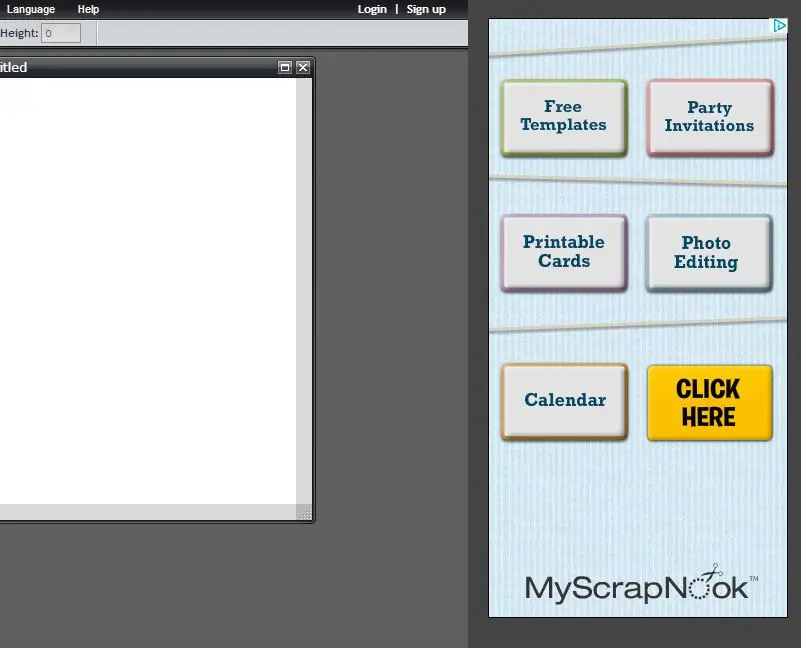 Language Help Login | Sign up
Height: 0
itled
Free
Templates
Party
Invitations
Printable
Cards
Photo
Editing
Calendar
CLICK
HERE
MyScrapNook™